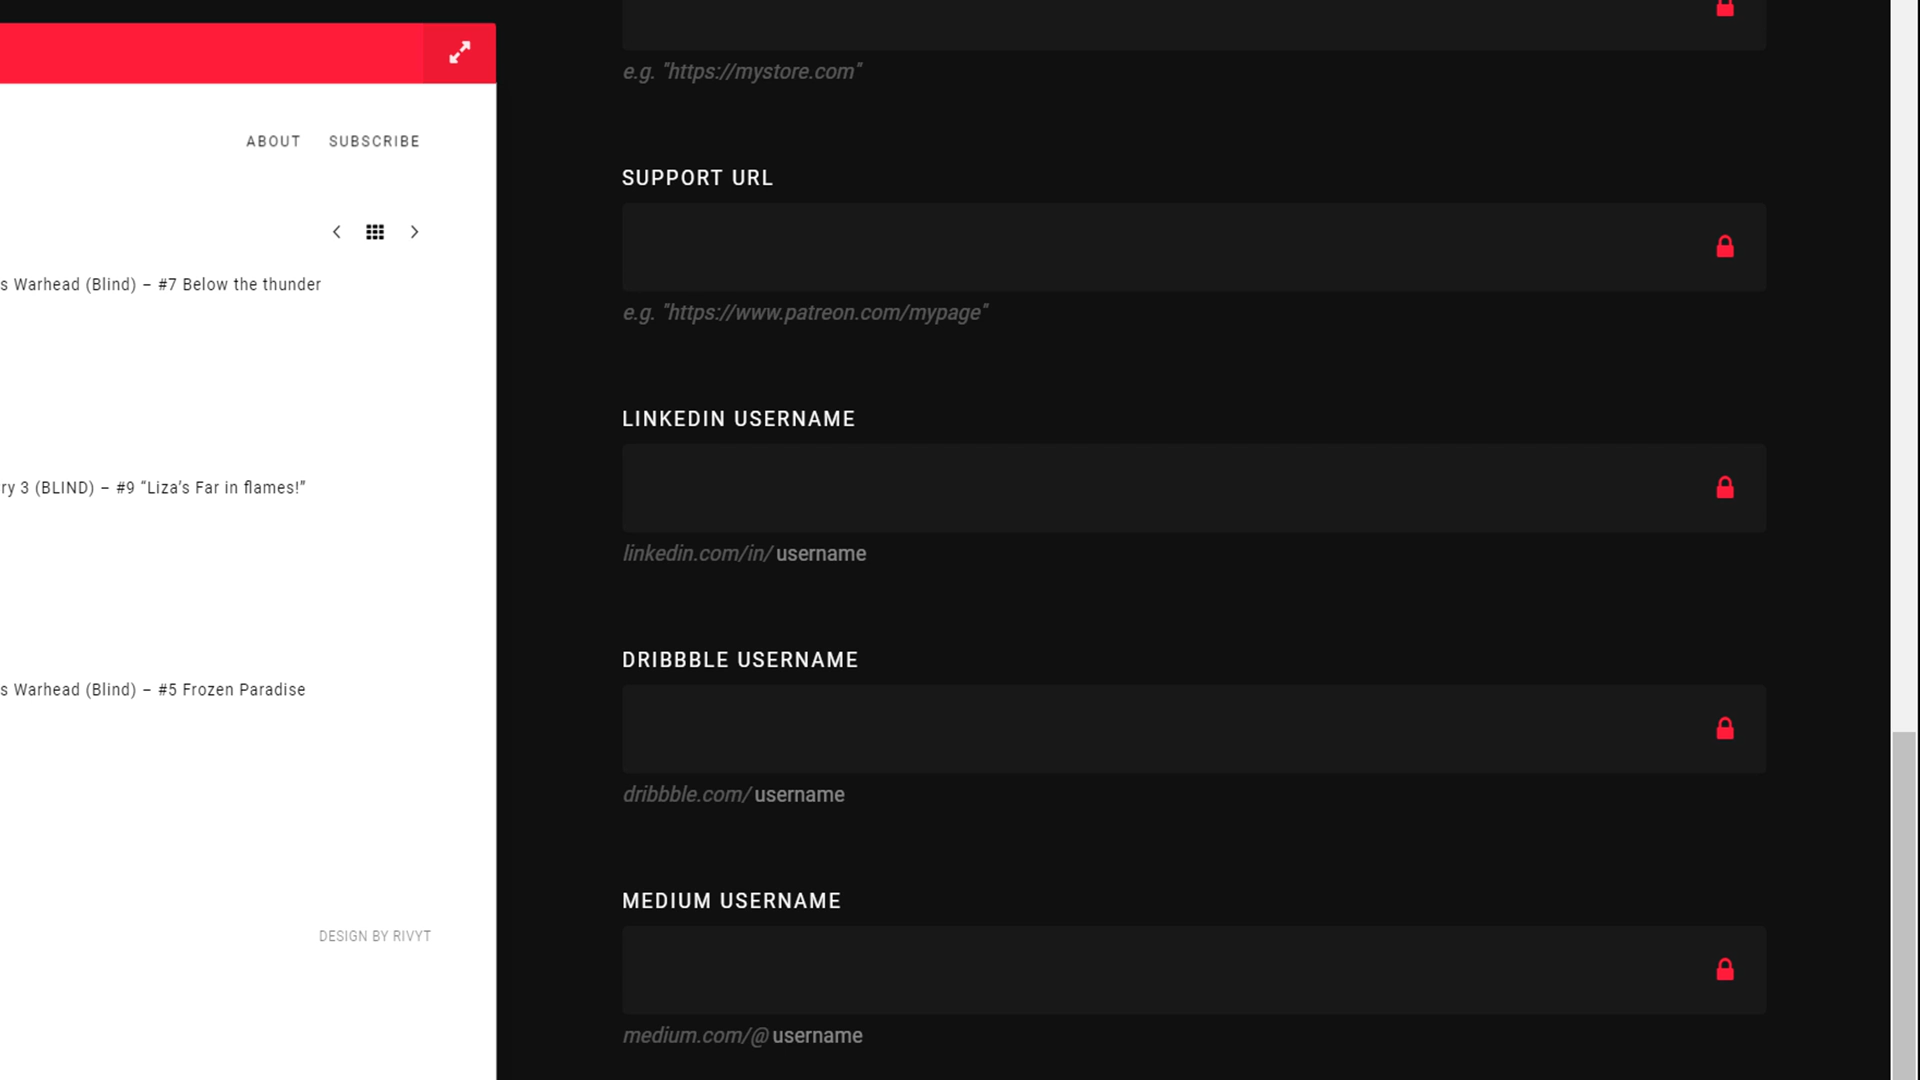 ABOUT SUBSCRIBE
s Warhead (Blind) – #7 Below the thunder
ry 3 (BLIND) – #9 “Liza’s Far in flames!”
s Warhead (Blind) – #5 Frozen Paradise
DESIGN BY RIVYT
e.g. "https://mystore.com"
SUPPORT URL
e.g. "https://www.patreon.com/mypage"
LINKEDIN USERNAME
linkedin.com/in/ username
DRIBBBLE USERNAME
dribbble.com/ username
MEDIUM USERNAME
medium.com/@ username